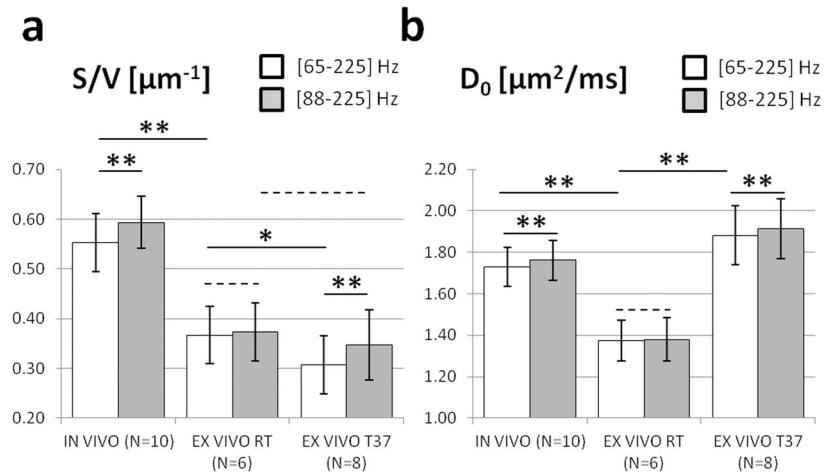 a
S/V [µm⁻¹]
[65-225] Hz
[88-225] Hz
**
**
*
**
0.70
0.60
0.50
0.40
0.30
0.20
IN VIVO (N=10)
EX VIVO RT
(N=6)
EX VIVO T37
(N=8)
b
D₀ [µm²/ms]
[65-225] Hz
[88-225] Hz
**
**
**
**
2.20
2.00
1.80
1.60
1.40
1.20
1.00
IN VIVO (N=10)
EX VIVO RT
(N=6)
EX VIVO T37
(N=8)